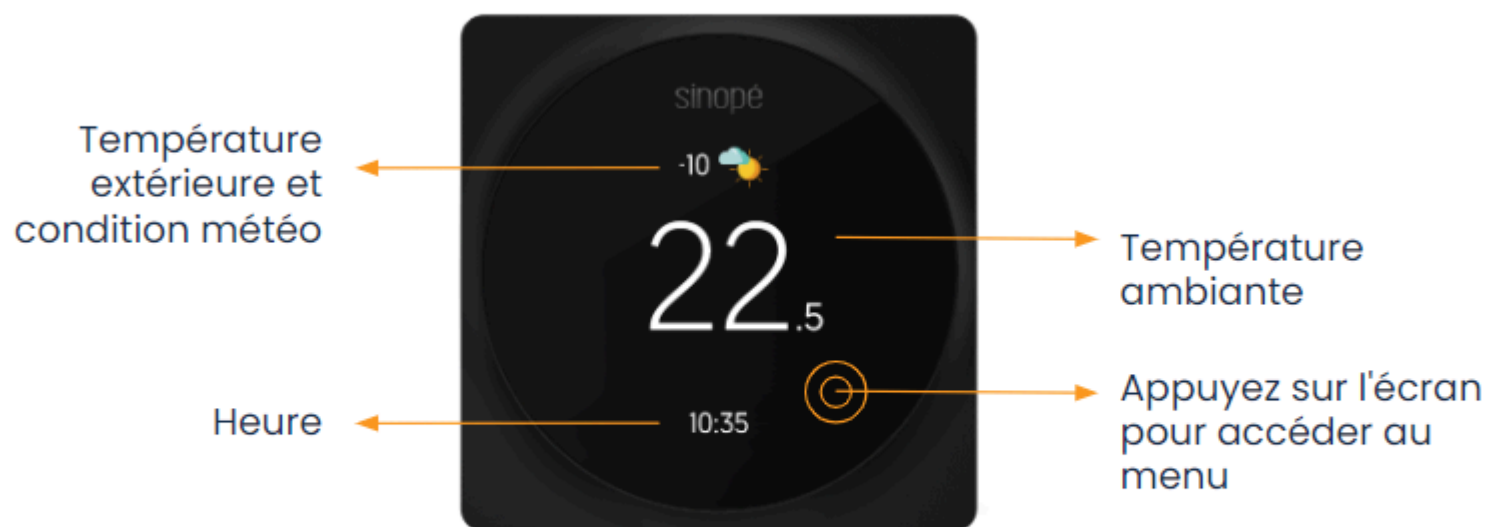 sinopé
Température
extérieure et
condition météo
-10
22.5
Température
ambiante
Appuyez sur l'écran
pour accéder au
menu
Heure
10:35